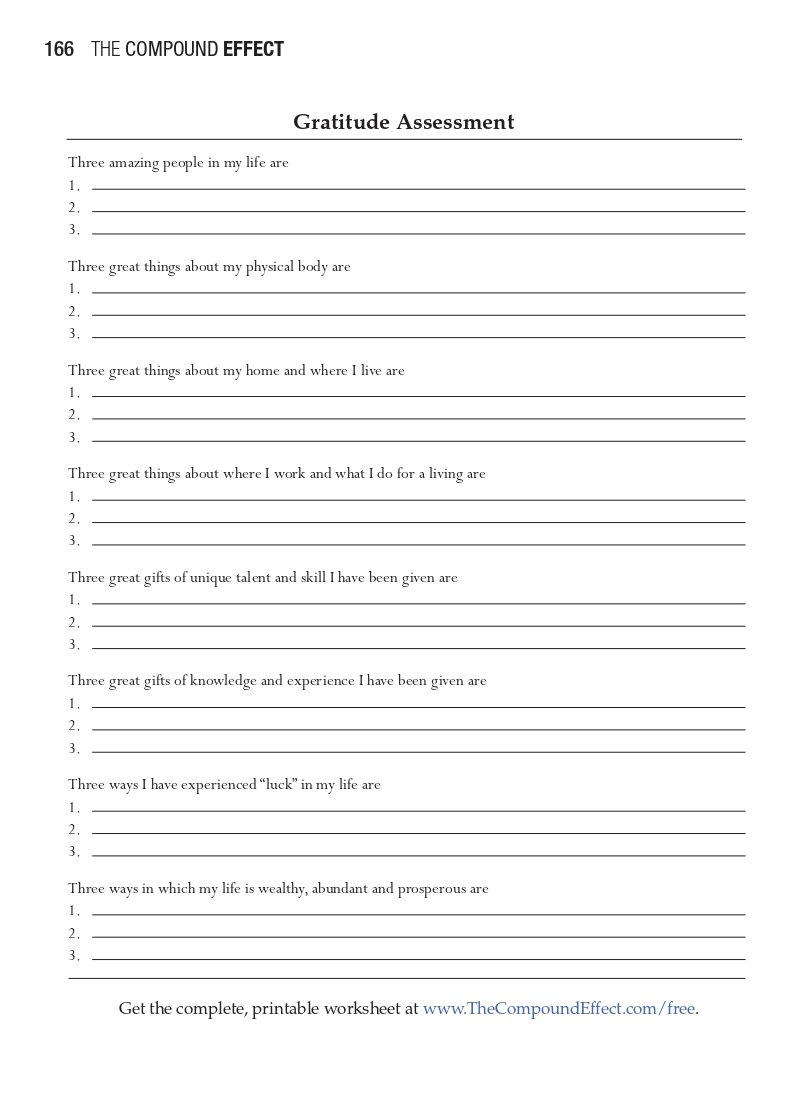 166 THE COMPOUND EFFECT
Gratitude Assessment
Three amazing people in my life are
1.
2.
3.
Three great things about my physical body are
1.
2.
3.
Three great things about my home and where I live are
1.
2.
3.
Three great things about where I work and what I do for a living are
1.
2.
3.
Three great gifts of unique talent and skill I have been given are
1.
2.
3.
Three great gifts of knowledge and experience I have been given are
1.
2.
3.
Three ways I have experienced “luck” in my life are
1.
2.
3.
Three ways in which my life is wealthy, abundant and prosperous are
1.
2.
3.
Get the complete, printable worksheet at www.TheCompoundEffect.com/free.